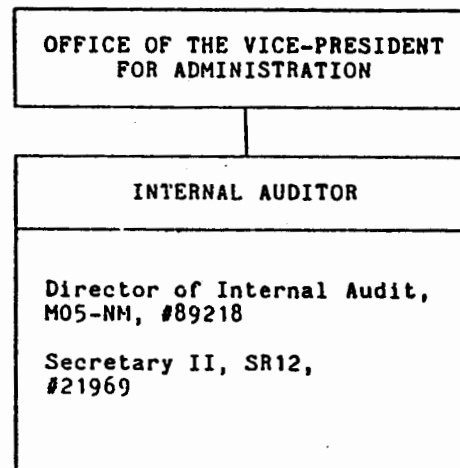 OFFICE OF THE VICE-PRESIDENT
FOR ADMINISTRATION
INTERNAL AUDITOR
Director of Internal Audit,
M05-NM, #89218
Secretary II, SR12,
#21969